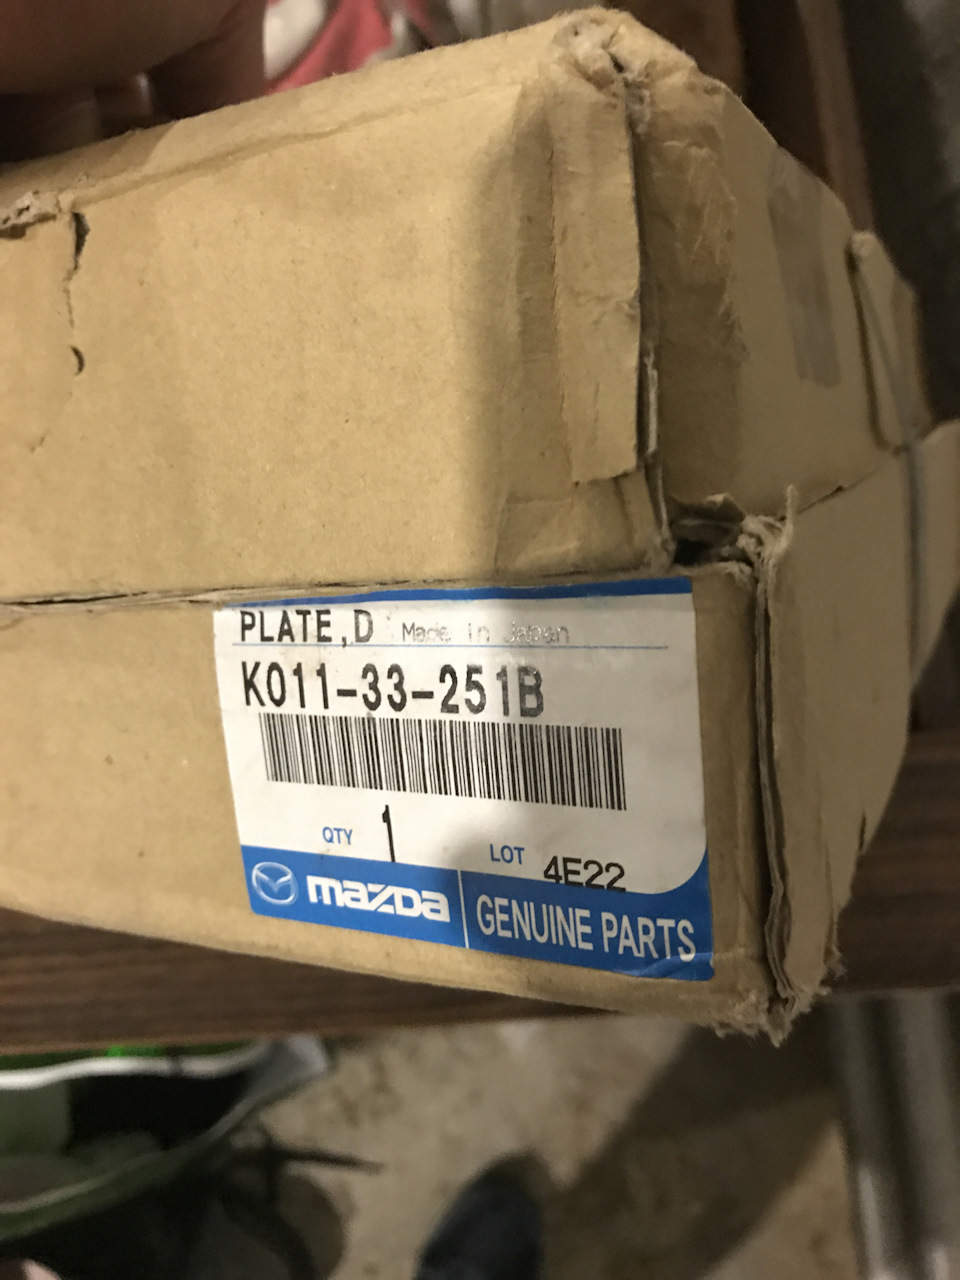 PLATE,D Made In Japan
K011-33-251B
QTY 1
LOT 4E22
mazda GENUINE PARTS